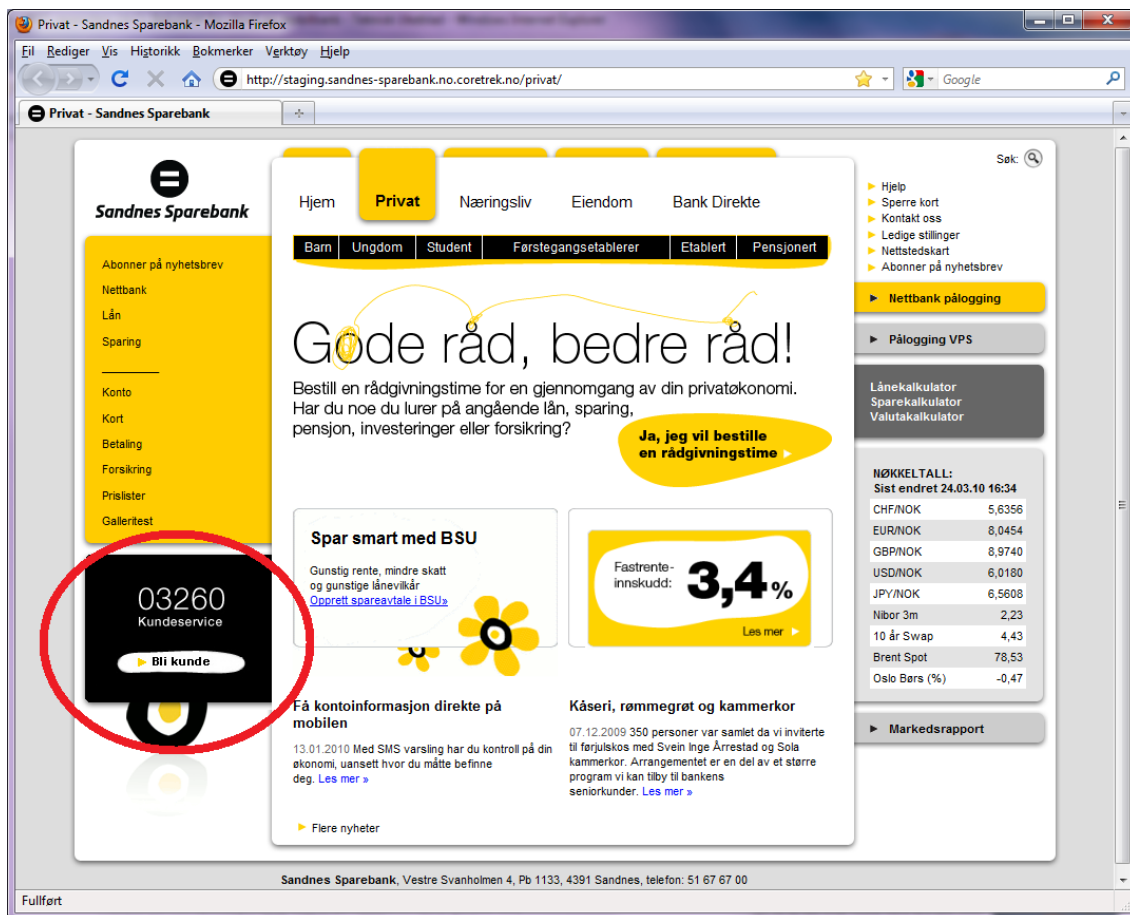 Privat - Sandnes Sparebank - Mozilla Firefox
Fil Rediger Vis Historikk Bokmerker Verktøy Hjelp
http://staging.sandnes-sparebank.no.coretrek.no/privat/
Google
Privat - Sandnes Sparebank
Sandnes Sparebank
Abonner på nyhetsbrev
Nettbank
Lån
Sparing
Konto
Kort
Betaling
Forsikring
Prislister
Galleritest
03260
Kundeservice
Bli kunde
Hjem Privat Næringsliv Eiendom Bank Direkte
Barn Ungdom Student Førstegangsetablerer Etablert Pensjonert
Gode råd, bedre råd!
Bestill en rådgivningstime for en gjennomgang av din privatøkonomi.
Har du noe du lurer på angående lån, sparing,
pensjon, investeringer eller forsikring?
Ja, jeg vil bestille
en rådgivningstime
Spar smart med BSU
Gunstig rente, mindre skatt
og gunstige lånevilkår
Opprett spareavtale i BSU»
Fastrente-
innskudd:
3,4%
Les mer
Få kontoinformasjon direkte på
mobilen
13.01.2010 Med SMS varsling har du kontroll på din
økonomi, uansett hvor du måtte befinne
deg. Les mer »
Kåseri, rømmegrøt og kammerkor
07.12.2009 350 personer var samlet da vi inviterte
til førjulskos med Svein Inge Årrestad og Sola
kammerkor. Arrangementet er en del av et større
program vi kan tilby til bankens
seniorkunder. Les mer »
Flere nyheter
Søk:
Hjelp
Sperre kort
Kontakt oss
Ledige stillinger
Nettstedskart
Abonner på nyhetsbrev
Nettbank pålogging
Pålogging VPS
Lånekalkulator
Sparekalkulator
Valutakalkulator
NØKKELTALL:
Sist endret 24.03.10 16:34
CHF/NOK 5,6356
EUR/NOK 8,0454
GBP/NOK 8,9740
USD/NOK 6,0180
JPY/NOK 6,5608
Nibor 3m 2,23
10 år Swap 4,43
Brent Spot 78,53
Oslo Børs (%) -0,47
Markedsrapport
Sandnes Sparebank, Vestre Svanholmen 4, Pb 1133, 4391 Sandnes, telefon: 51 67 67 00
Fullført